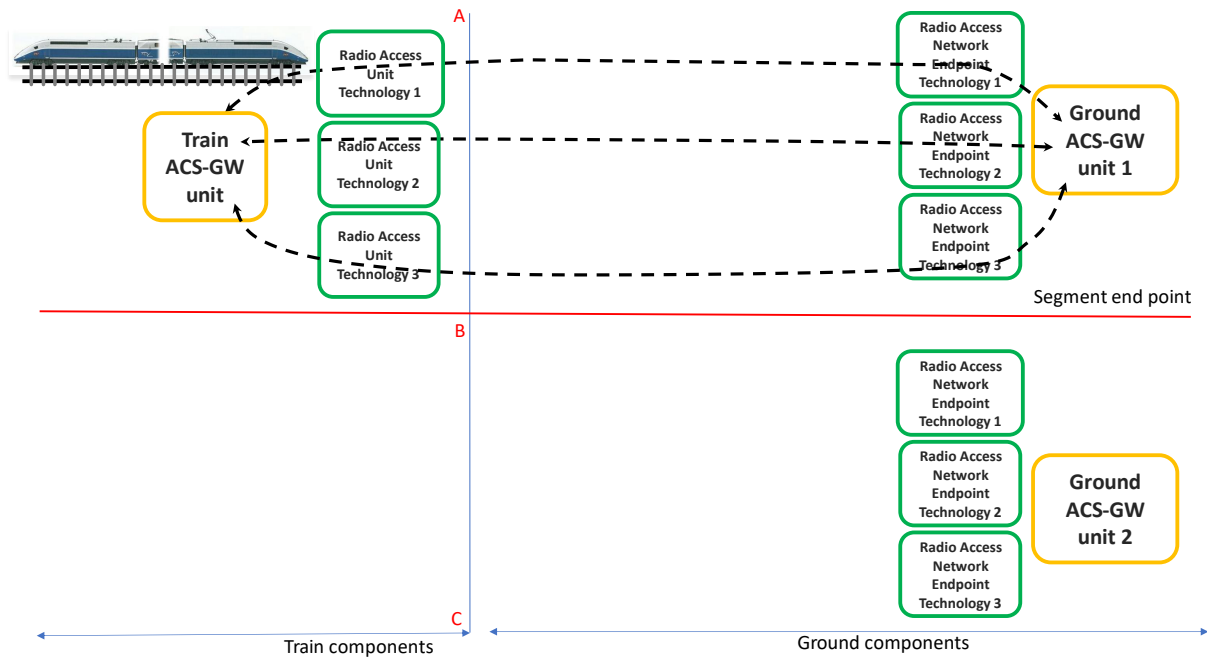 A
Radio Access
Unit
Technology 1
Radio Access
Network
Endpoint
Technology 1
Train
ACS-GW
unit
Radio Access
Unit
Technology 2
Radio Access
Network
Endpoint
Technology 2
Ground
ACS-GW
unit 1
Radio Access
Unit
Technology 3
Radio Access
Network
Endpoint
Technology 3
Segment end point
B
Radio Access
Network
Endpoint
Technology 1
Radio Access
Network
Endpoint
Technology 2
Ground
ACS-GW
unit 2
Radio Access
Network
Endpoint
Technology 3
C
Train components
Ground components